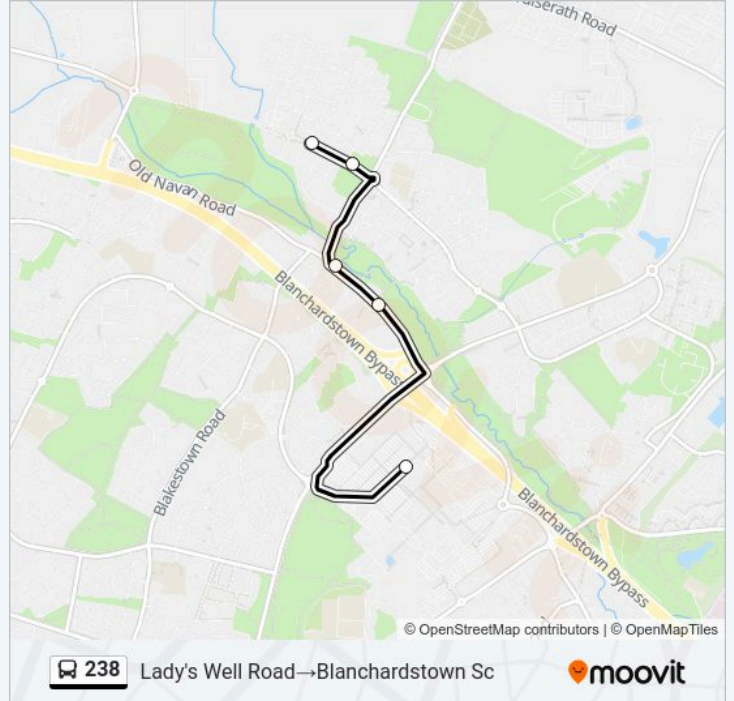 Old Navan Road
Blanchardstown Bypass
Blakestown Road
Blanchardstown Bypass
© OpenStreetMap contributors | © OpenMapTiles
238 Lady's Well Road→Blanchardstown Sc
moovit